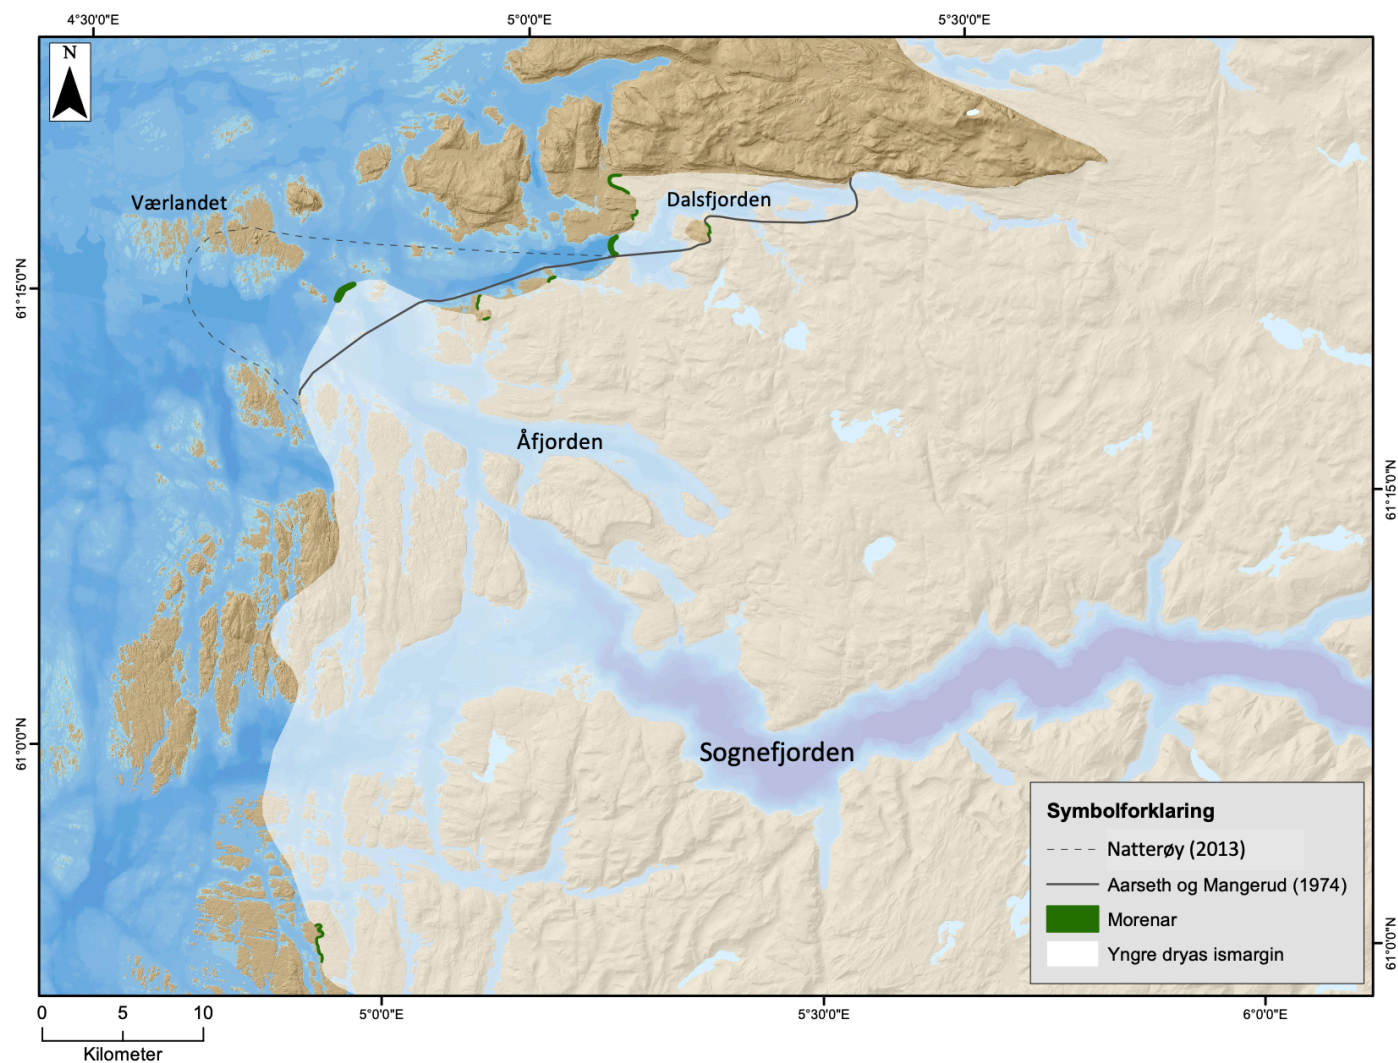 4°30'0"E
5°0'0"E
5°30'0"E
N
Værlandet
Dalsfjorden
61°15'0"N
Åfjorden
61°15'0"N
61°0'0"N
Sognefjorden
Symbolforklaring
Natterøy (2013)
Aarseth og Mangerud (1974)
Morenar
Yngre dryas ismargin
61°0'0"N
0 5 10
Kilometer
5°0'0"E
5°30'0"E
6°0'0"E